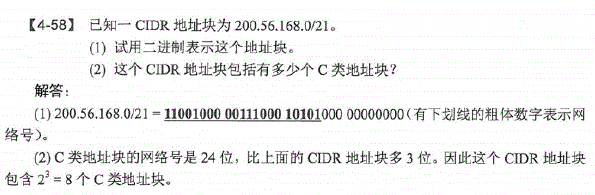 【4-58】 已知一 CIDR 地址块为 200.56.168.0/21。
(1) 试用二进制表示这个地址块。
(2) 这个 CIDR 地址块包括有多少个 C 类地址块？
解答：
(1) 200.56.168.0/21 = 11001000 00111000 10101000 00000000（有下划线的粗体数字表示网
络号）。
(2) C 类地址块的网络号是 24 位，比上面的 CIDR 地址块多 3 位。因此这个 CIDR 地址块
包含 2³ = 8 个 C 类地址块。